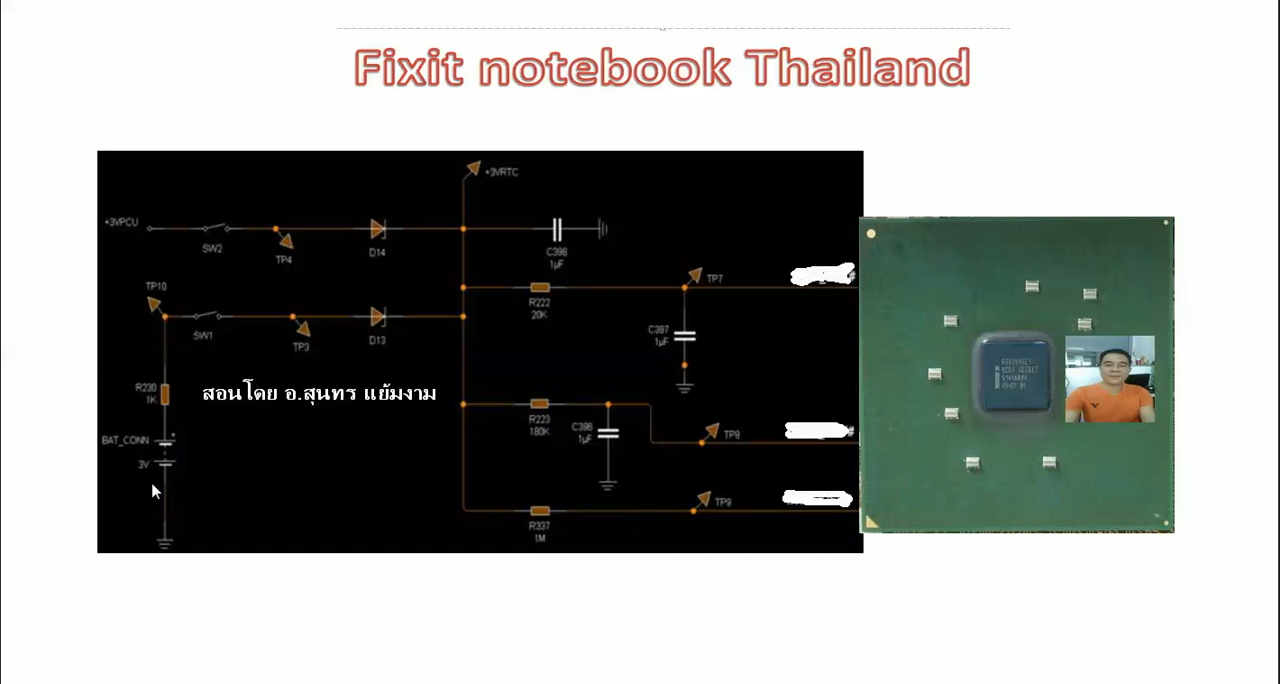 Fixit notebook Thailand
+3VRTC
+3VPCU
SW2
TP4
D14
C398
1µF
TP10
SW1
TP3
D13
R222
20K
TP7
C397
1µF
R230
1K
สอนโดย อ.สุนทร แย้มงาม
R223
180K
C396
1µF
TP8
BAT_CONN
+
3V
R337
1M
TP9